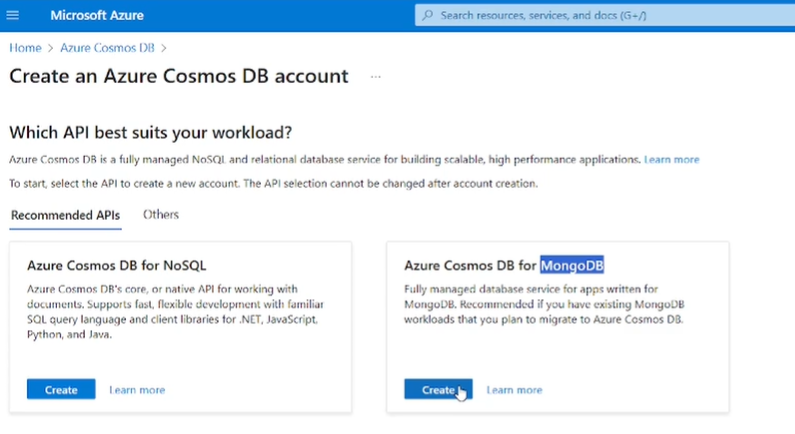 Microsoft Azure
Search resources, services, and docs (G+/)
Home > Azure Cosmos DB >
Create an Azure Cosmos DB account ...
Which API best suits your workload?
Azure Cosmos DB is a fully managed NoSQL and relational database service for building scalable, high performance applications. Learn more
To start, select the API to create a new account. The API selection cannot be changed after account creation.
Recommended APIs Others
Azure Cosmos DB for NoSQL
Azure Cosmos DB's core, or native API for working with
documents. Supports fast, flexible development with familiar
SQL query language and client libraries for .NET, JavaScript,
Python, and Java.
Create Learn more
Azure Cosmos DB for MongoDB
Fully managed database service for apps written for
MongoDB. Recommended if you have existing MongoDB
workloads that you plan to migrate to Azure Cosmos DB.
Create Learn more